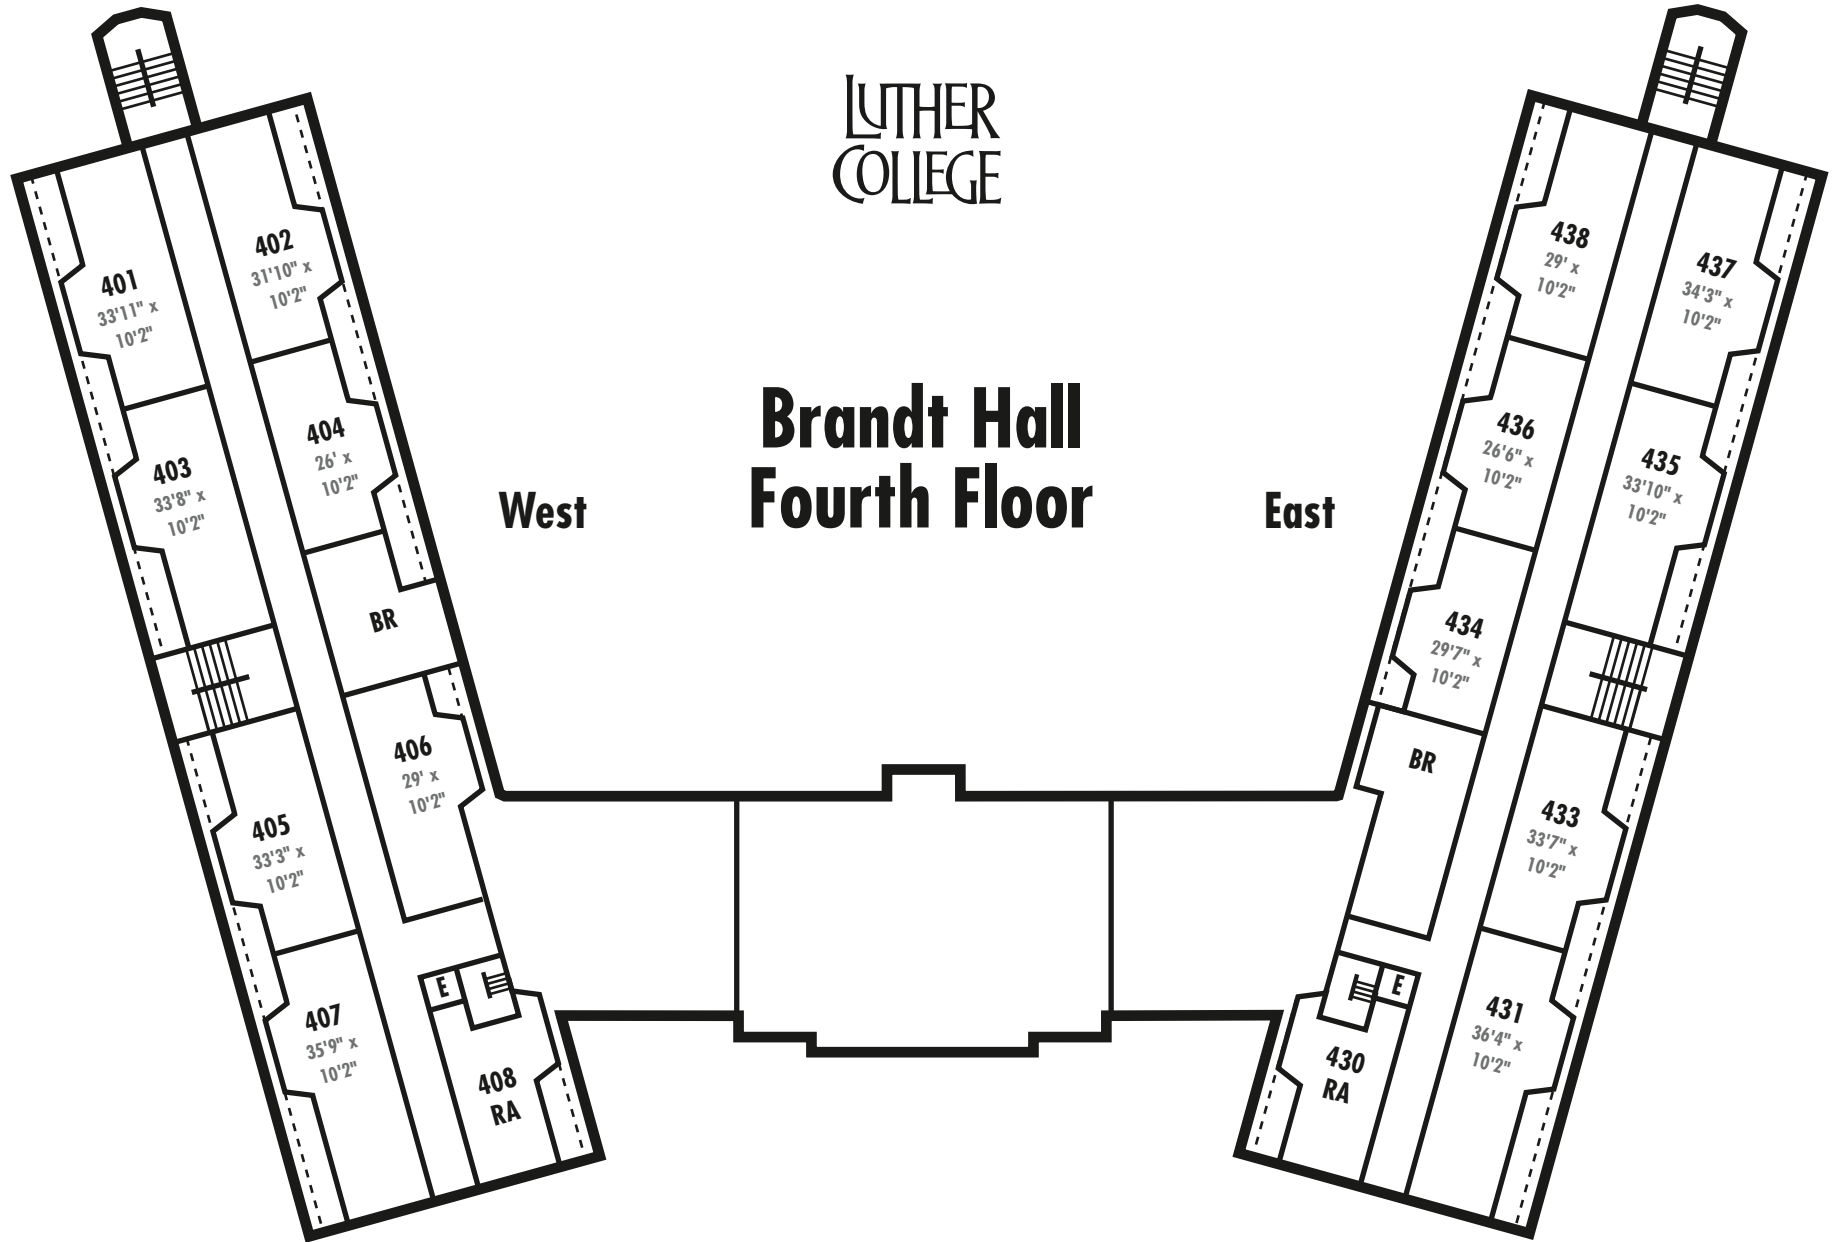 LUTHER
COLLEGE
Brandt Hall
Fourth Floor
West
East
401
33'11" x
10'2"
402
31'10" x
10'2"
403
33'8" x
10'2"
404
26' x
10'2"
BR
405
33'3" x
10'2"
406
29' x
10'2"
407
35'9" x
10'2"
E
408
RA
438
29' x
10'2"
437
34'3" x
10'2"
436
26'6" x
10'2"
435
33'10" x
10'2"
434
29'7" x
10'2"
BR
433
33'7" x
10'2"
431
36'4" x
10'2"
E
430
RA